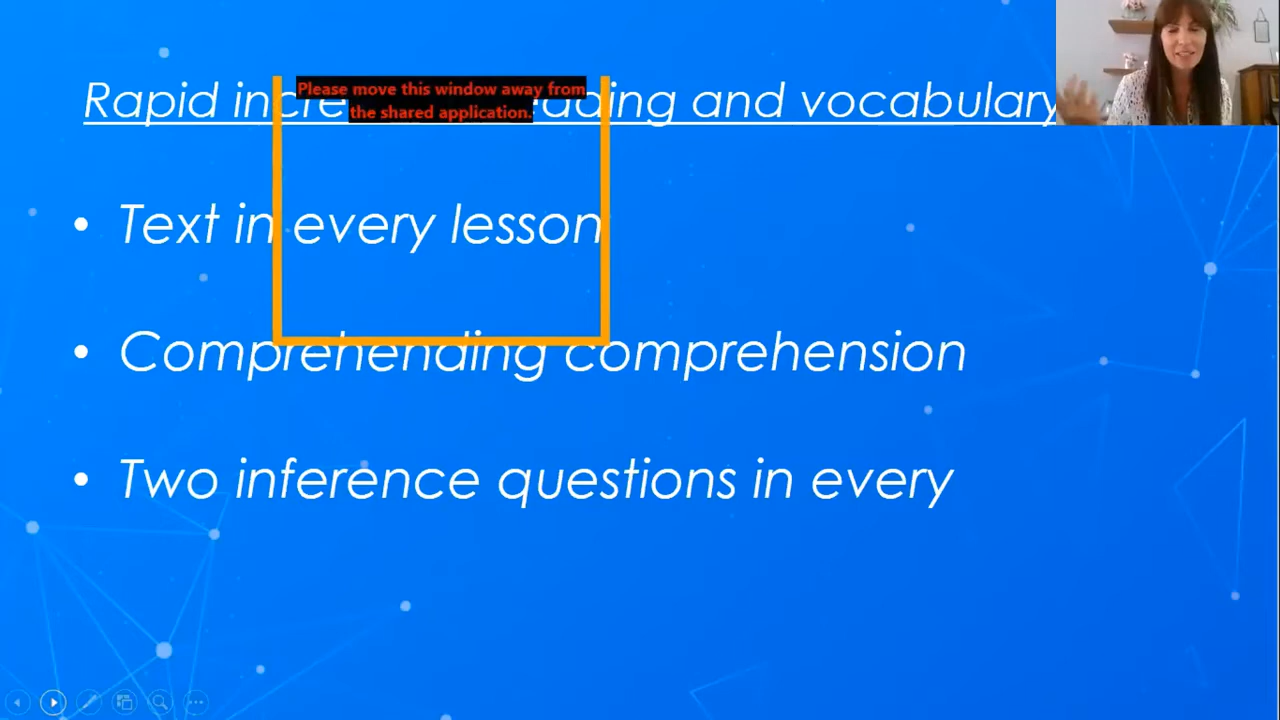 Please move this window away from
the shared application.
Rapid incre ading and vocabulary
• Text in every lesson
• Comprehending comprehension
• Two inference questions in every